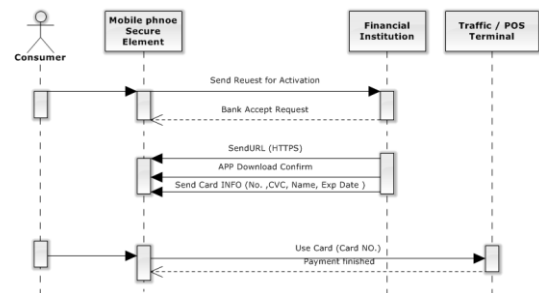 Consumer
Mobile phnoe
Secure
Element
Financial
Institution
Traffic / POS
Terminal
Send Reuest for Activation
Bank Accept Request
SendURL (HTTPS)
APP Download Confirm
Send Card INFO (No. ,CVC, Name, Exp Date )
Use Card (Card NO.)
Payment finished